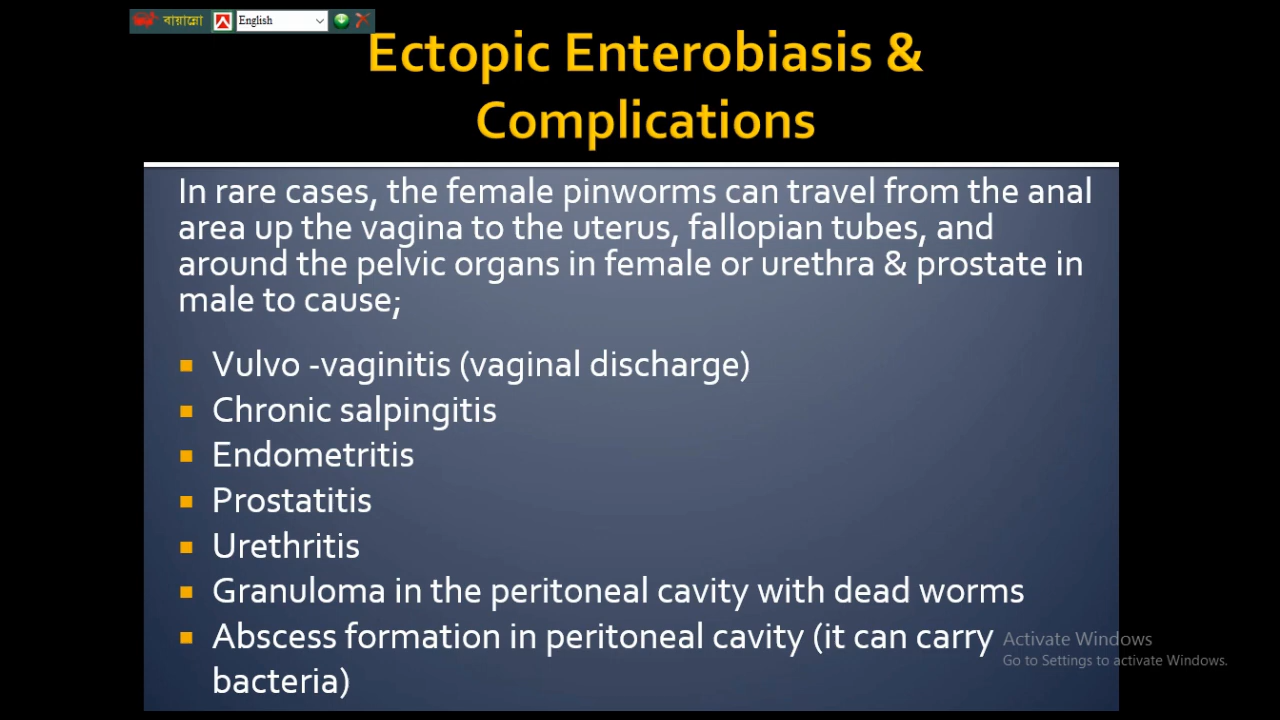 বায়ান্নো
English
Ectopic Enterobiasis &
Complications
In rare cases, the female pinworms can travel from the anal
area up the vagina to the uterus, fallopian tubes, and
around the pelvic organs in female or urethra & prostate in
male to cause;
Vulvo -vaginitis (vaginal discharge)
Chronic salpingitis
Endometritis
Prostatitis
Urethritis
Granuloma in the peritoneal cavity with dead worms
Abscess formation in peritoneal cavity (it can carry
bacteria)
Activate Windows
Go to Settings to activate Windows.